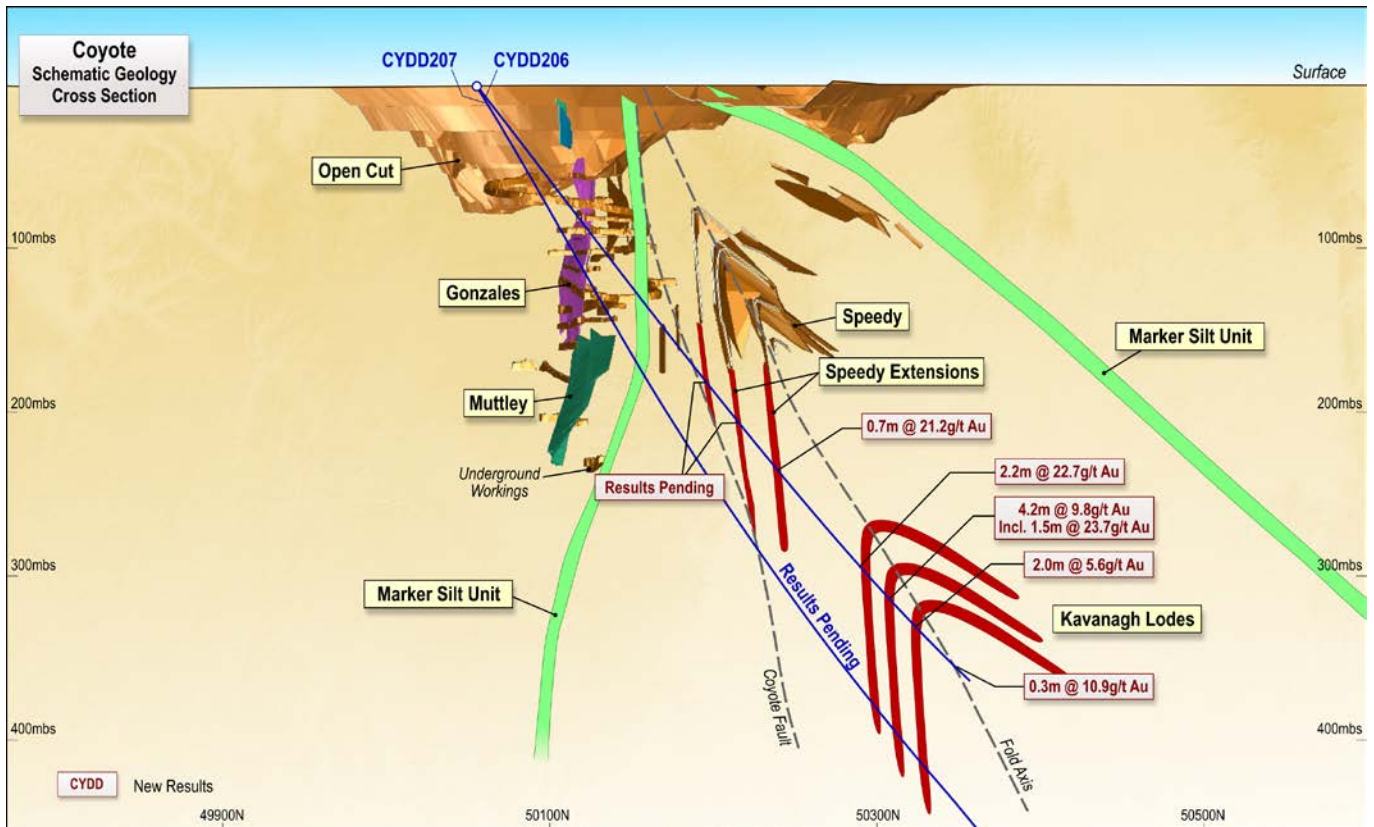 Coyote
Schematic Geology
Cross Section
CYDD207
CYDD206
Surface
Open Cut
100mbs
100mbs
Gonzales
Speedy
Marker Silt Unit
Speedy Extensions
Muttley
200mbs
200mbs
0.7m @ 21.2g/t Au
Underground
Workings
Results Pending
2.2m @ 22.7g/t Au
4.2m @ 9.8g/t Au
Incl. 1.5m @ 23.7g/t Au
2.0m @ 5.6g/t Au
300mbs
300mbs
Marker Silt Unit
Results Pending
Kavanagh Lodes
0.3m @ 10.9g/t Au
Coyote Fault
Fold Axis
400mbs
400mbs
CYDD
New Results
49900N
50100N
50300N
50500N